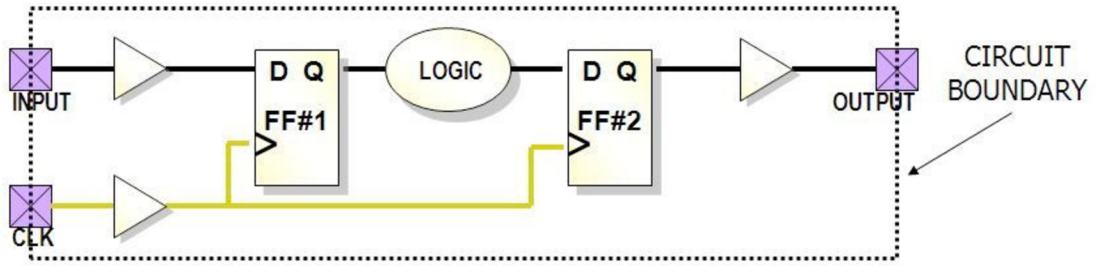 INPUT
D Q
FF#1
LOGIC
D Q
FF#2
OUTPUT
CIRCUIT
BOUNDARY
CLK